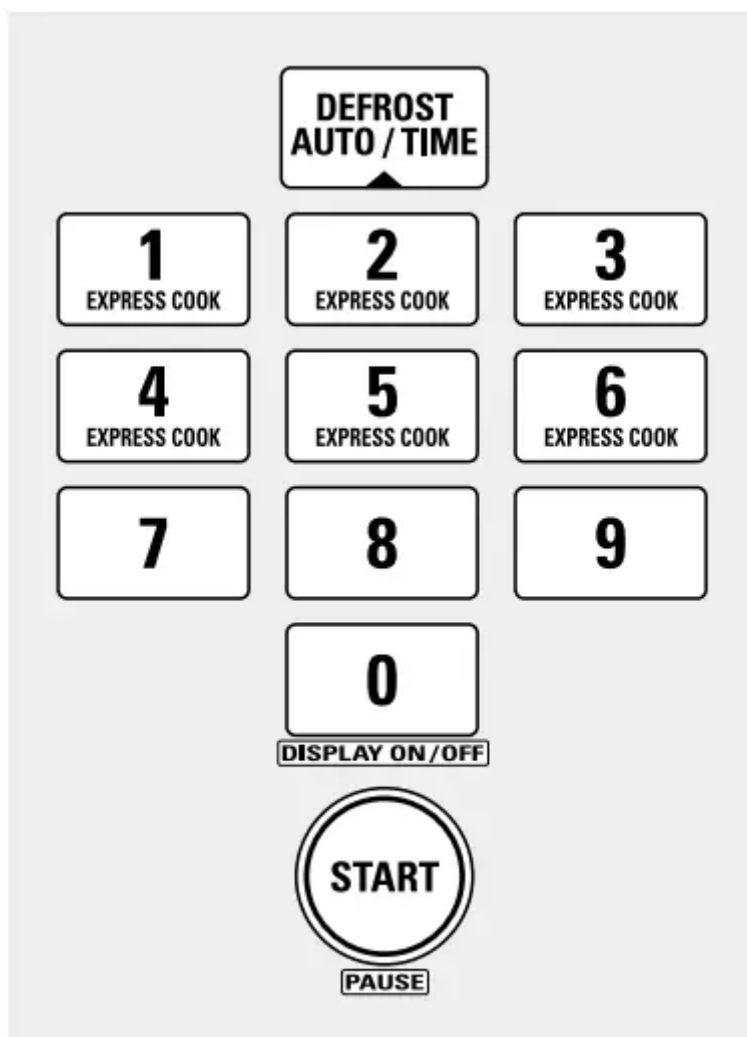 DEFROST
AUTO / TIME
1 2 3
EXPRESS COOK EXPRESS COOK EXPRESS COOK
4 5 6
EXPRESS COOK EXPRESS COOK EXPRESS COOK
7 8 9
0
DISPLAY ON/OFF
START
PAUSE